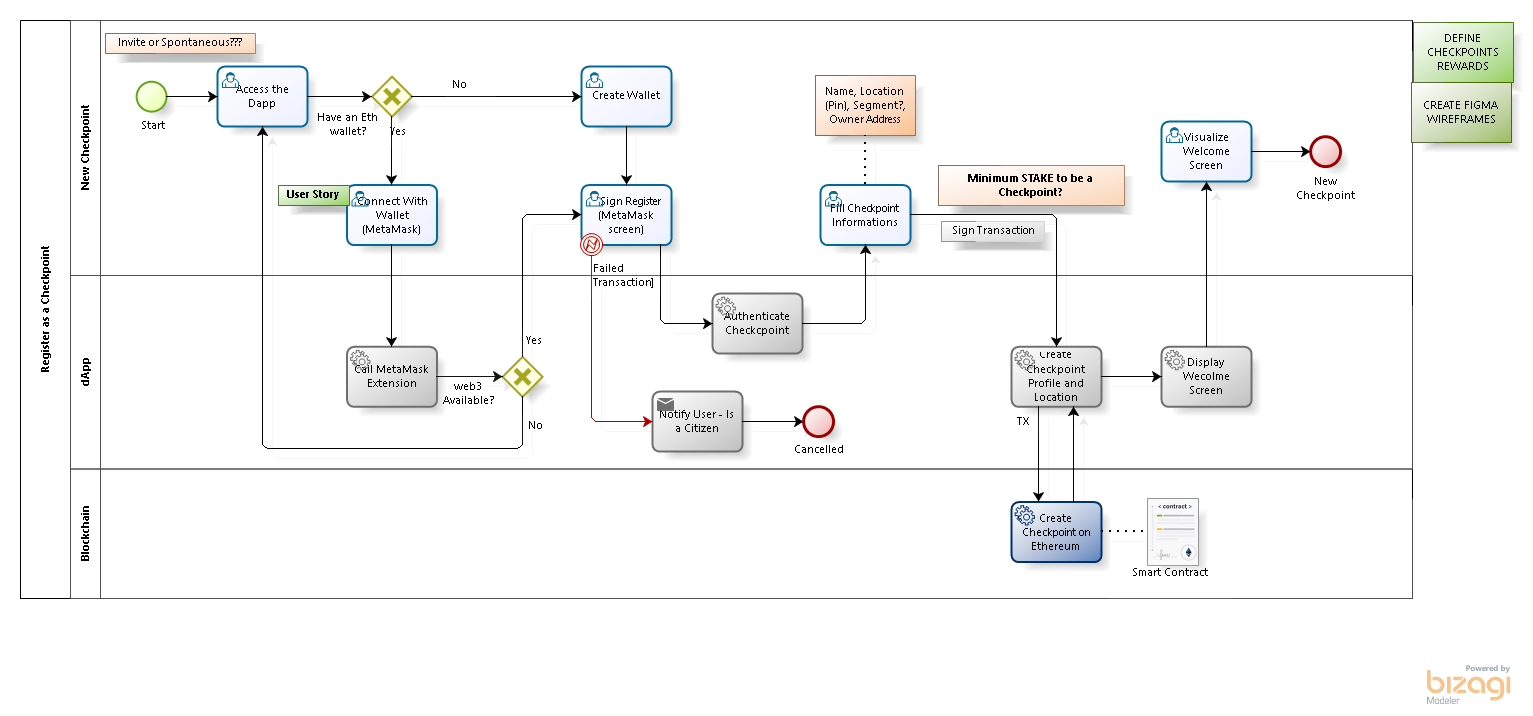 Invite or Spontaneous???
DEFINE
CHECKPOINTS
REWARDS
CREATE FIGMA
WIREFRAMES
Register as a Checkpoint
New Checkpoint
Start
Access the
Dapp
Have an Eth
wallet?
No
Yes
Create Wallet
User Story
Connect With
Wallet
(MetaMask)
Sign Register
(MetaMask
screen)
Failed
Transaction]
Name, Location
(Pin), Segment?,
Owner Address
Fill Checkpoint
Informations
Minimum STAKE to be a
Checkpoint?
Sign Transaction
Visualize
Welcome
Screen
New
Checkpoint
dApp
Call MetaMask
Extension
web3
Available?
Yes
No
Authenticate
Checkcpoint
Notify User - Is
a Citizen
Cancelled
Create
Checkpoint
Profile and
Location
Display
Wecolme
Screen
TX
Blockchain
Create
Checkpoint on
Ethereum
< contract >
Smart Contract
Powered by
bizagi
Modeler